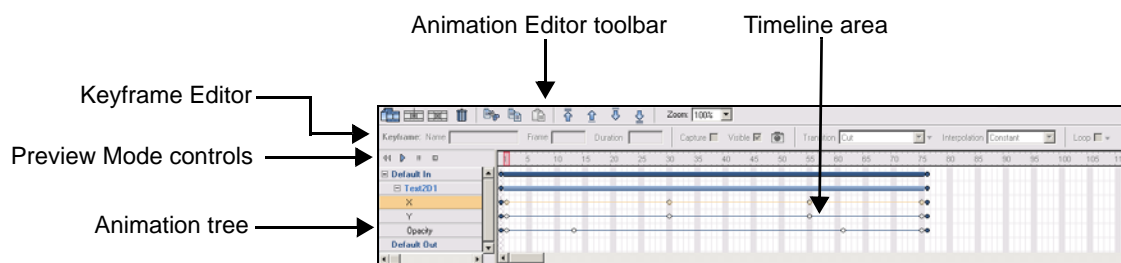 Animation Editor toolbar
Timeline area
Keyframe Editor
Preview Mode controls
Animation tree
Zoom: 100%
Keyframe: Name Frame Duration Capture Visible Transition Cut Interpolation Constant Loop
5 10 15 20 25 30 35 40 45 50 55 60 65 70 75 80 85 90 95 100 105 11
Default In
Text2D1
X
Y
Opacity
Default Out